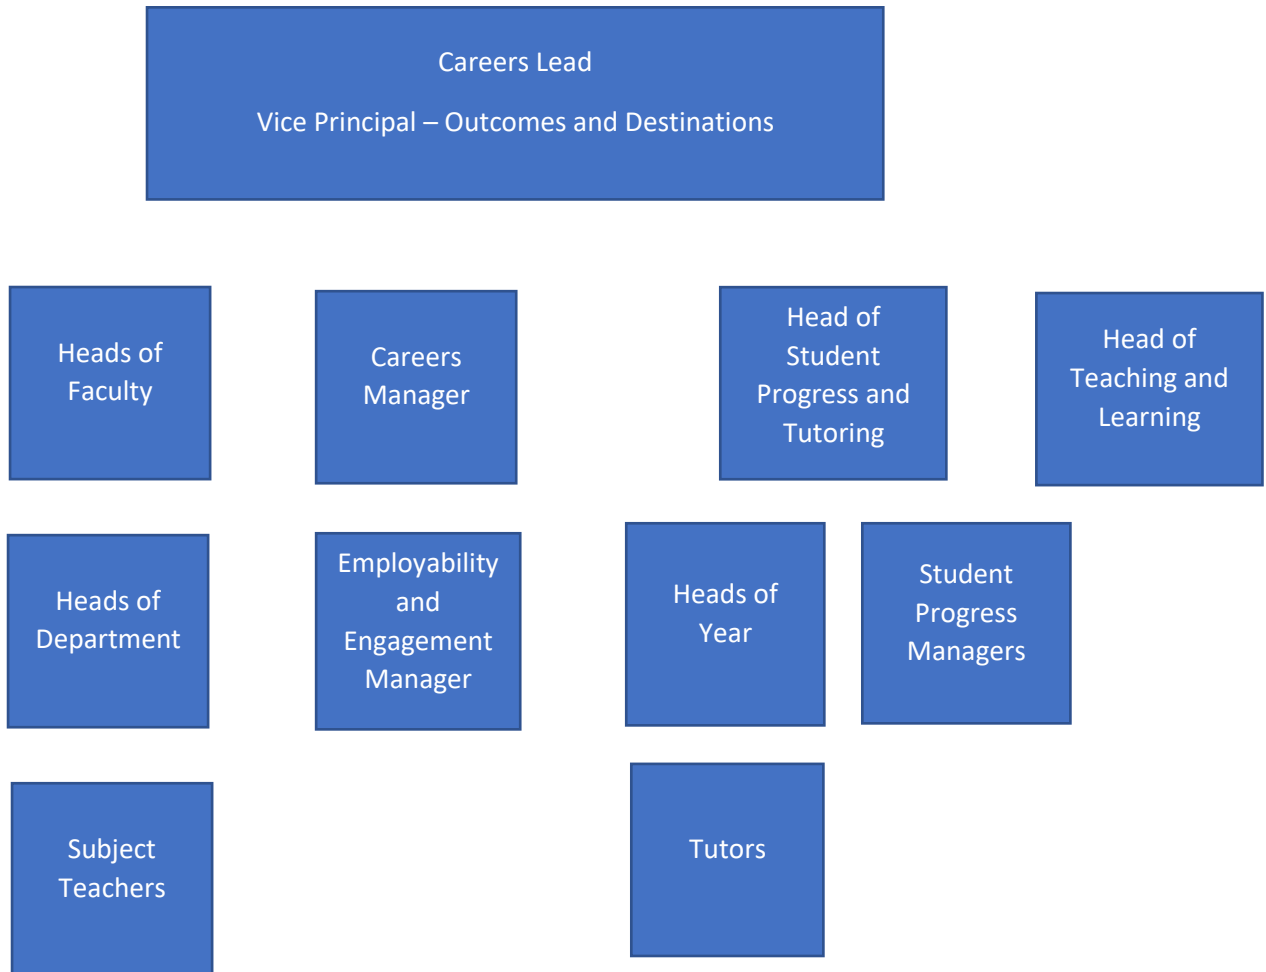 Careers Lead
Vice Principal – Outcomes and Destinations
Heads of
Faculty
Careers
Manager
Head of
Student
Progress and
Tutoring
Head of
Teaching and
Learning
Heads of
Department
Employability
and
Engagement
Manager
Heads of
Year
Student
Progress
Managers
Subject
Teachers
Tutors